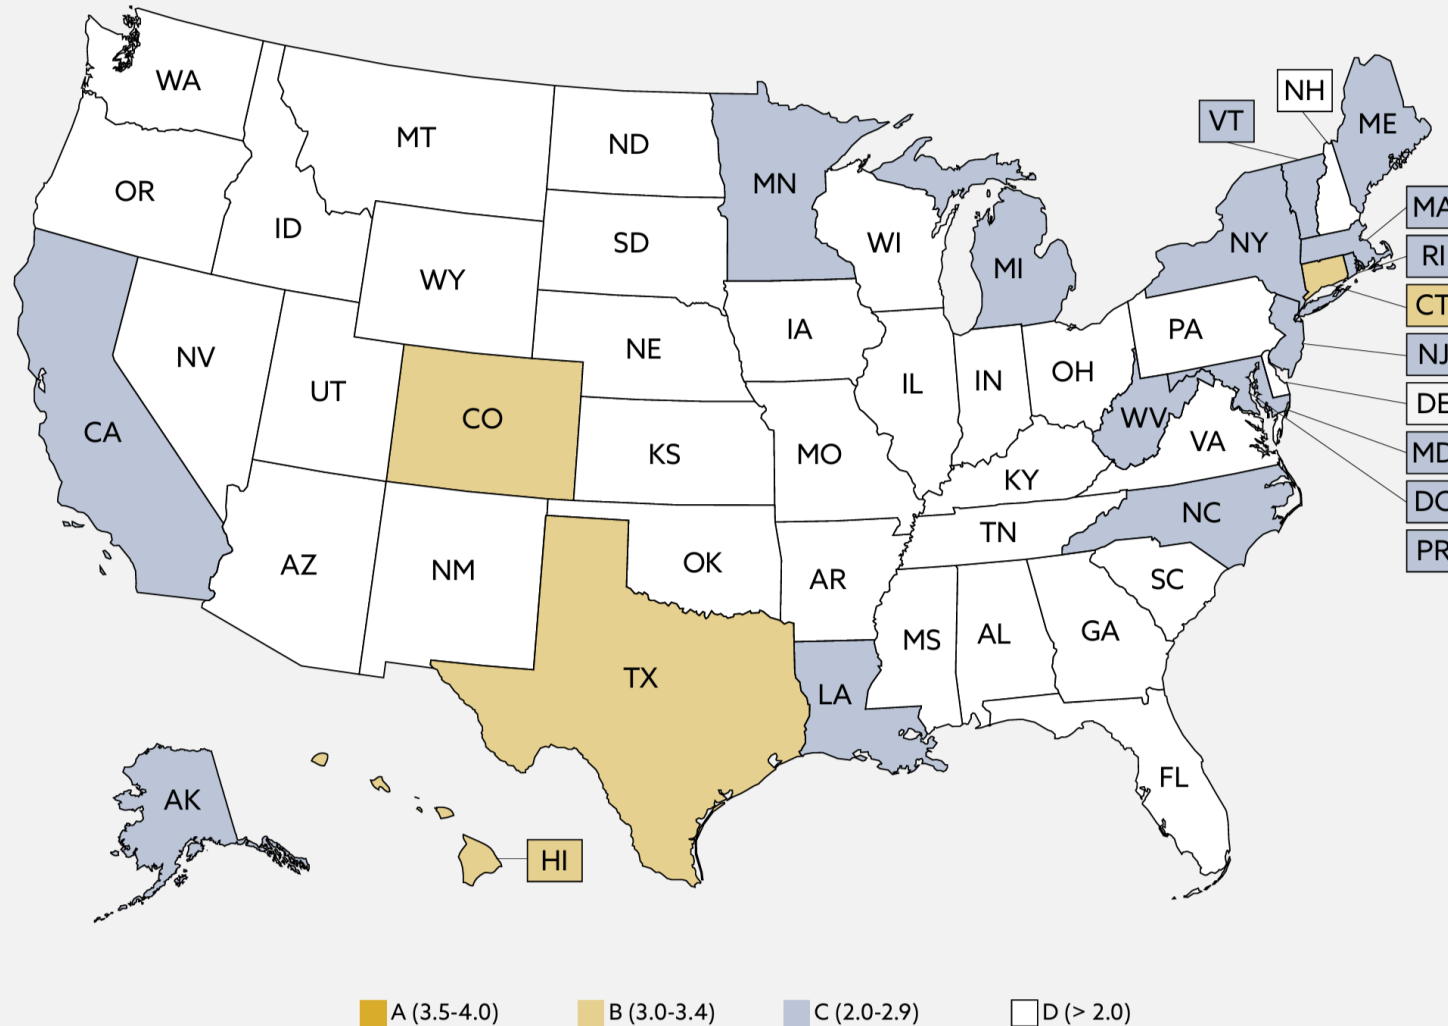 WA
NH
VT
ME
MT
ND
MN
OR
MA
ID
SD
WI
NY
RI
MI
WY
CT
IA
PA
NV
NE
NJ
UT
IL
IN
OH
DE
CO
CA
WV
VA
KS
MO
MD
KY
DC
NC
TN
PR
AZ
NM
OK
AR
SC
MS
AL
GA
TX
LA
FL
AK
HI
A (3.5-4.0) B (3.0-3.4) C (2.0-2.9) D (> 2.0)